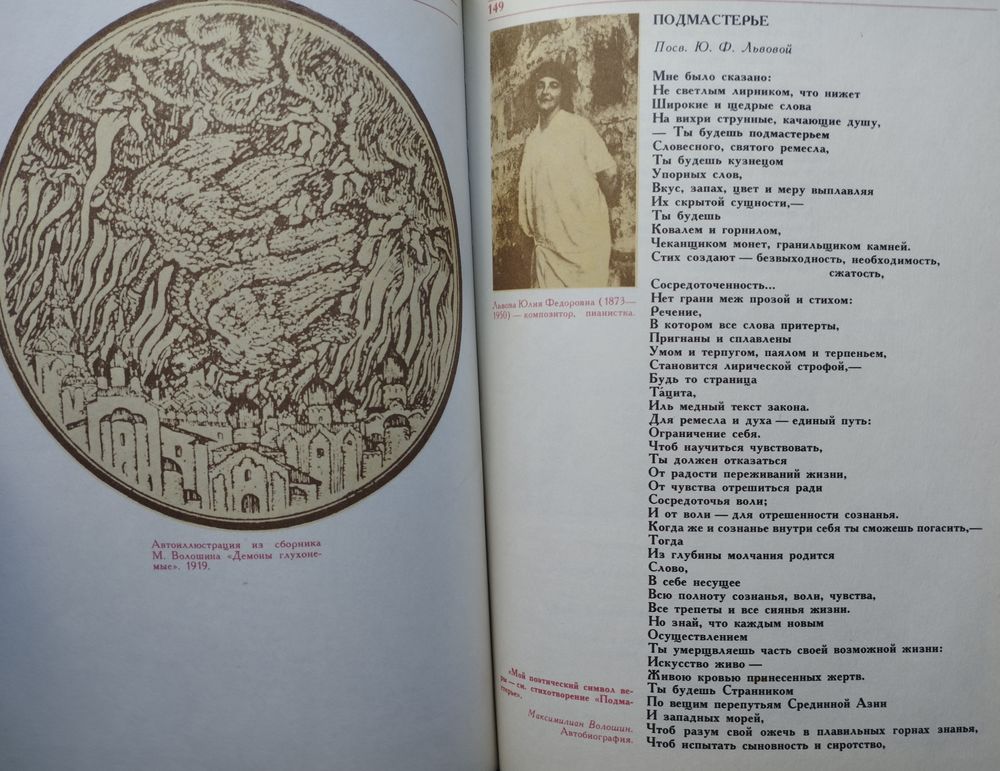 Автоиллюстрация из сборника
М. Волошина «Демоны глухоне-
мые». 1919.
149
Львова Юлия Федоровна (1873—
1950) — композитор, пианистка.
«Мой поэтический символ ве-
ры — см. стихотворение «Подма-
стерье».
Максимилиан Волошин.
Автобиография.
ПОДМАСТЕРЬЕ
Посв. Ю. Ф. Львовой
Мне было сказано:
Не светлым лирником, что нижет
Широкие и щедрые слова
На вихри струнные, качающие душу,
— Ты будешь подмастерьем
Словесного, святого ремесла,
Ты будешь кузнецом
Упорных слов,
Вкус, запах, цвет и меру выплавляя
Их скрытой сущности,—
Ты будешь
Ковалем и горнилом,
Чеканщиком монет, гранильщиком камней.
Стих создают — безвыходность, необходимость,
сжатость,
Сосредоточенность...
Нет грани меж прозой и стихом:
Речение,
В котором все слова притерты,
Пригнаны и сплавлены
Умом и терпугом, паялом и терпеньем,
Становится лирической строфой,—
Будь то страница
Та́цита,
Иль медный текст закона.
Для ремесла и духа — единый путь:
Ограничение себя.
Чтоб научиться чувствовать,
Ты должен отказаться
От радости переживаний жизни,
От чувства отрешиться ради
Сосредоточья воли;
И от воли — для отрешенности сознанья.
Когда же и сознанье внутри себя ты сможешь погасить,—
Тогда
Из глубины молчания родится
Слово,
В себе несущее
Всю полноту сознанья, воли, чувства,
Все трепеты и все сиянья жизни.
Но знай, что каждым новым
Осуществлением
Ты умерщвляешь часть своей возможной жизни:
Искусство живо —
Живою кровью принесенных жертв.
Ты будешь Странником
По вещим перепутьям Срединной Азии
И западных морей,
Чтоб разум свой ожечь в плавильных горнах знанья,
Чтоб испытать сыновность и сиротство,